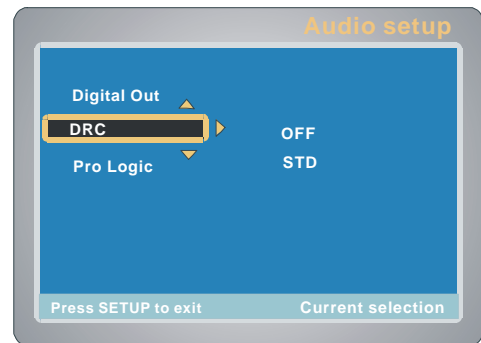 Audio setup
Digital Out
DRC
OFF
Pro Logic
STD
Press SETUP to exit
Current selection